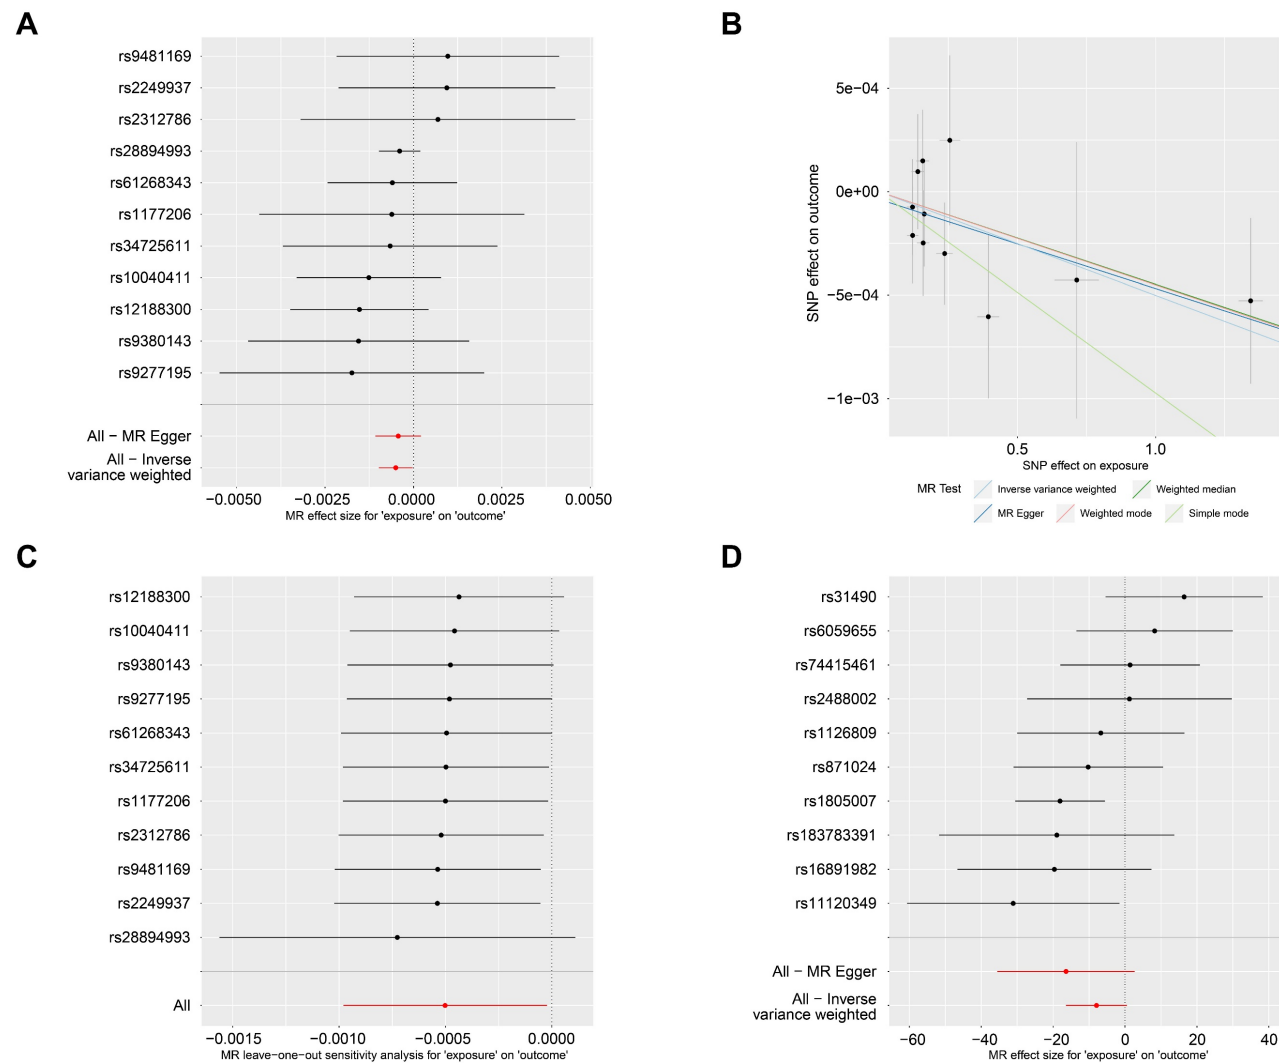 A
rs9481169
rs2249937
rs2312786
rs28894993
rs61268343
rs1177206
rs34725611
rs10040411
rs12188300
rs9380143
rs9277195
All − MR Egger
All − Inverse
variance weighted
−0.0050 −0.0025 0.0000 0.0025 0.0050
MR effect size for 'exposure' on 'outcome'
B
SNP effect on outcome
5e−04
0e+00
−5e−04
−1e−03
0.5 1.0
SNP effect on exposure
MR Test
Inverse variance weighted
Weighted median
MR Egger
Weighted mode
Simple mode
C
rs12188300
rs10040411
rs9380143
rs9277195
rs61268343
rs34725611
rs1177206
rs2312786
rs9481169
rs2249937
rs28894993
All
−0.0015 −0.0010 −0.0005 0.0000
MR leave−one−out sensitivity analysis for 'exposure' on 'outcome'
D
rs31490
rs6059655
rs74415461
rs2488002
rs1126809
rs871024
rs1805007
rs183783391
rs16891982
rs11120349
All − MR Egger
All − Inverse
variance weighted
−60 −40 −20 0 20 40
MR effect size for 'exposure' on 'outcome'